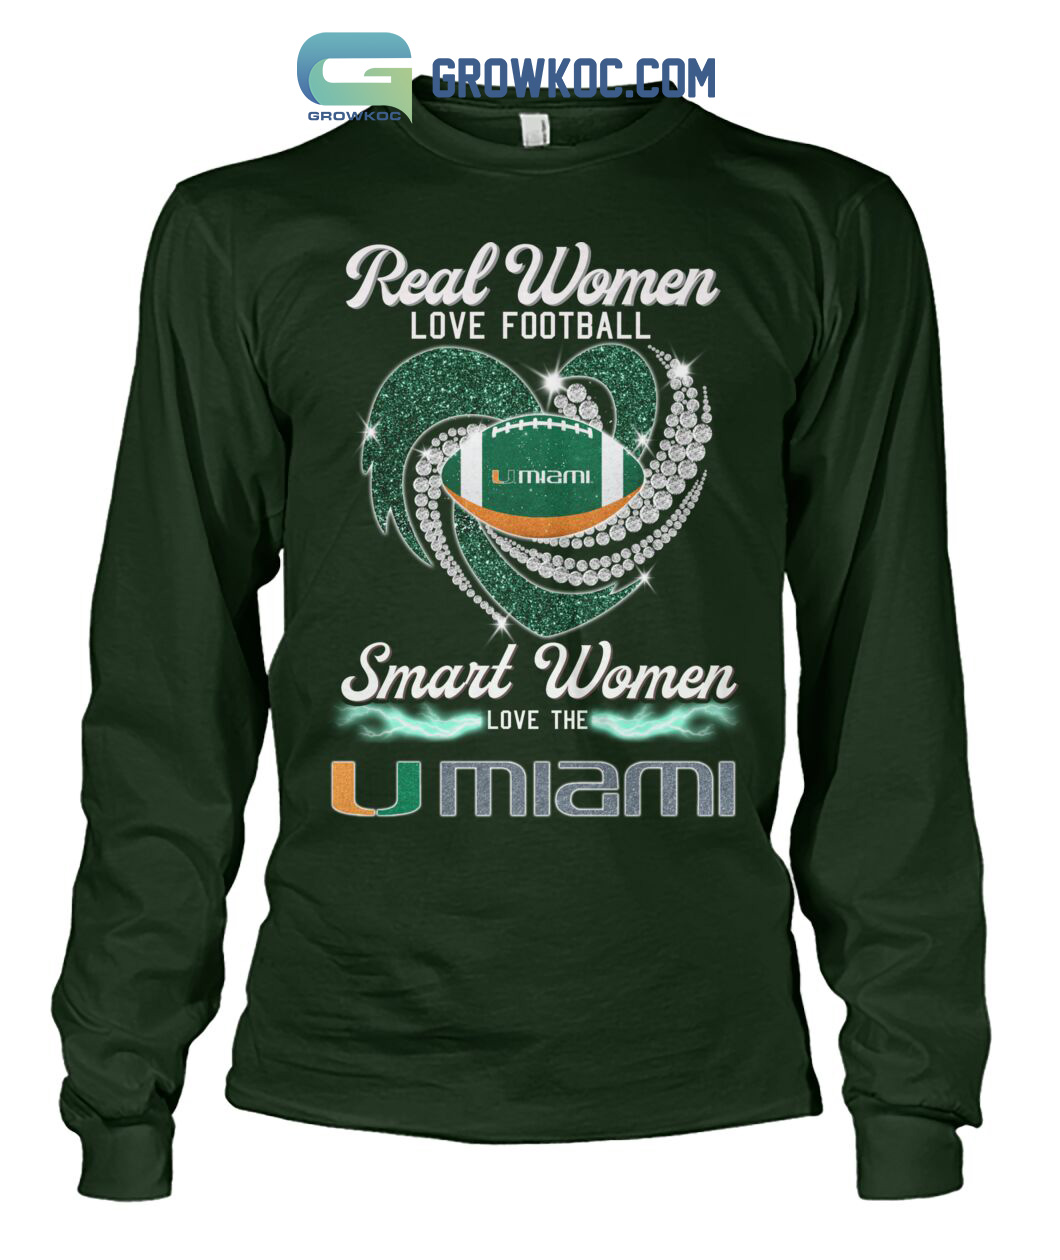 GROWKOC
GROWKOC.COM
Real Women
LOVE FOOTBALL
U MIAMI
Smart Women
LOVE THE
U MIAMI